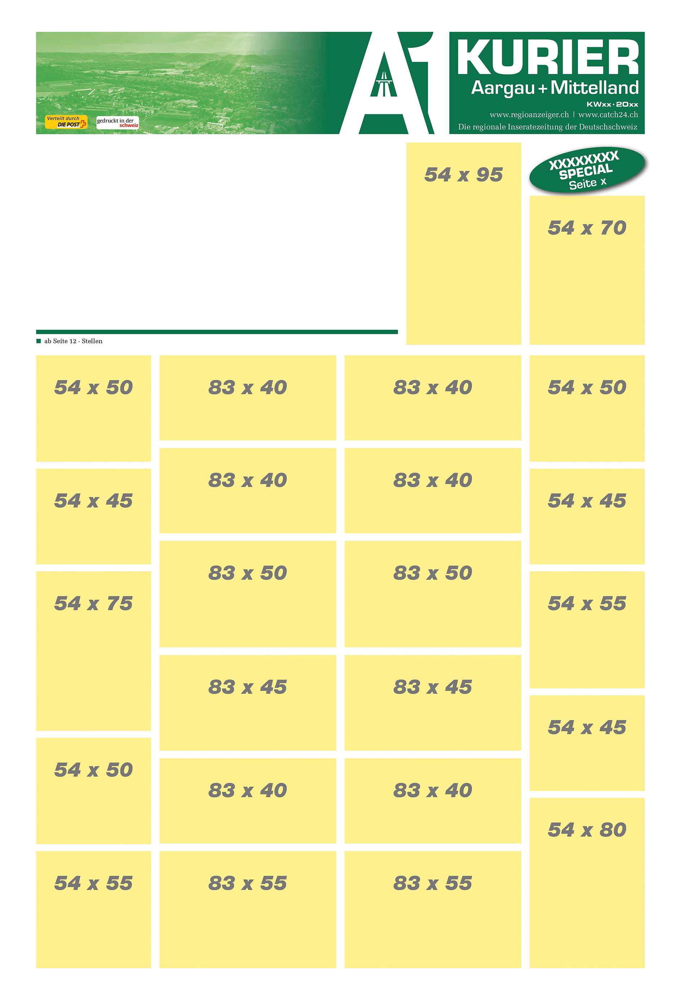 A1
KURIER
Aargau + Mittelland
KWxx · 20xx
www.regioanzeiger.ch | www.catch24.ch
Die regionale Inseratezeitung der Deutschschweiz
Verteilt durch
DIE POST
gedruckt in der
schweiz
54 x 95
XXXXXXXX
SPECIAL
Seite x
54 x 70
ab Seite 12 · Stellen
54 x 50
83 x 40
83 x 40
54 x 50
83 x 40
83 x 40
54 x 45
54 x 45
83 x 50
83 x 50
54 x 75
54 x 55
83 x 45
83 x 45
54 x 45
54 x 50
83 x 40
83 x 40
54 x 80
54 x 55
83 x 55
83 x 55